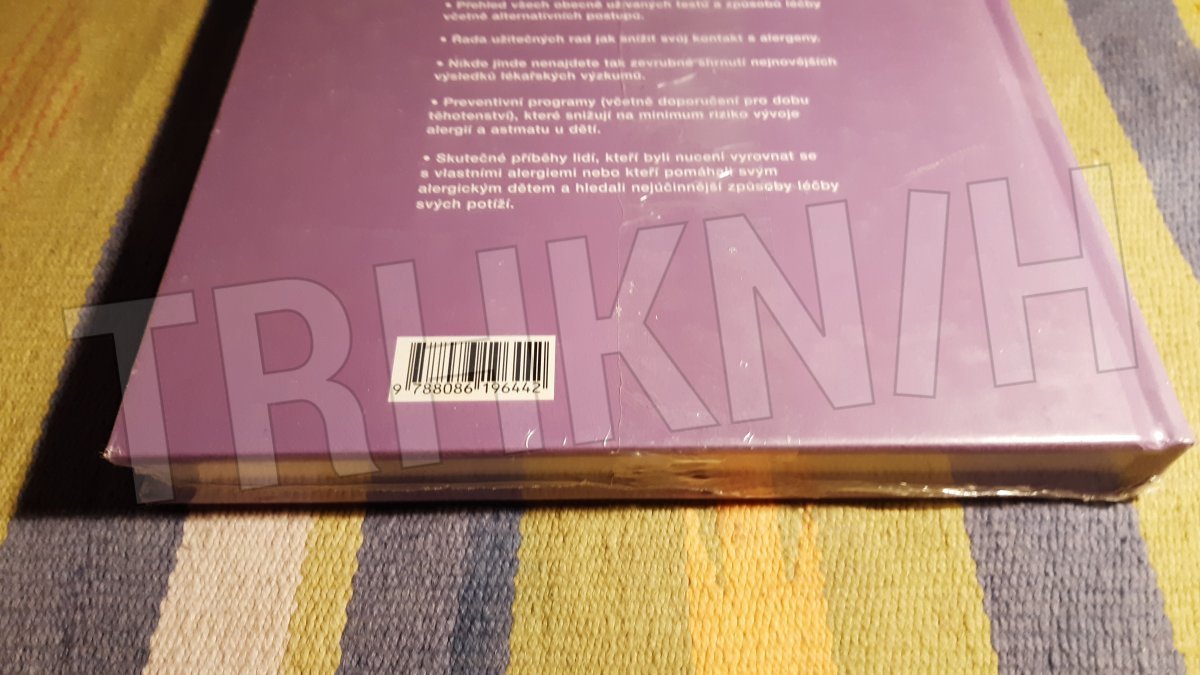 • Přehled všech obecně užívaných testů a způsobů léčby
včetně alternativních postupů.
• Řada užitečných rad jak snížit svůj kontakt s alergeny.
• Nikde jinde nenajdete tak zevrubné shrnutí nejnovějších
výsledků lékařských výzkumů.
• Preventivní programy (včetně doporučení pro dobu
těhotenství), které snižují na minimum riziko vývoje
alergií a astmatu u dětí.
• Skutečné příběhy lidí, kteří byli nuceni vyrovnat se
s vlastními alergiemi nebo kteří pomáhali svým
alergickým dětem a hledali nejúčinnější způsoby léčby
svých potíží.
TRHKNIH
9 788086 196442